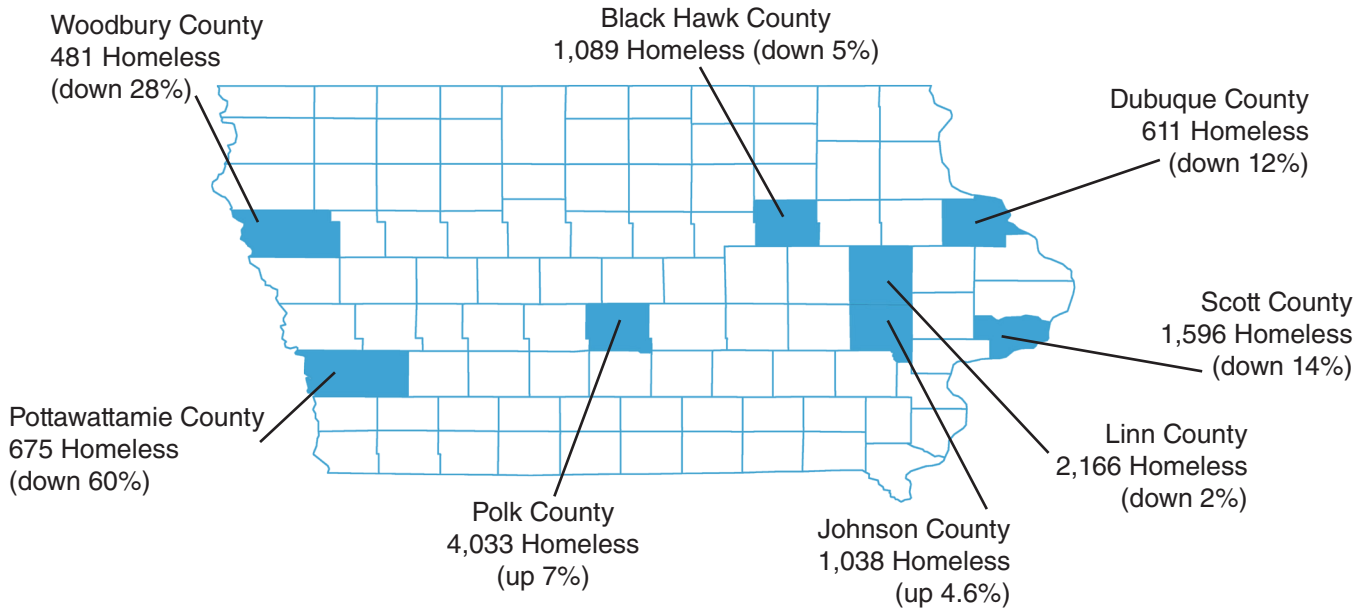 Woodbury County
481 Homeless
(down 28%)
Black Hawk County
1,089 Homeless (down 5%)
Dubuque County
611 Homeless
(down 12%)
Scott County
1,596 Homeless
(down 14%)
Linn County
2,166 Homeless
(down 2%)
Johnson County
1,038 Homeless
(up 4.6%)
Polk County
4,033 Homeless
(up 7%)
Pottawattamie County
675 Homeless
(down 60%)